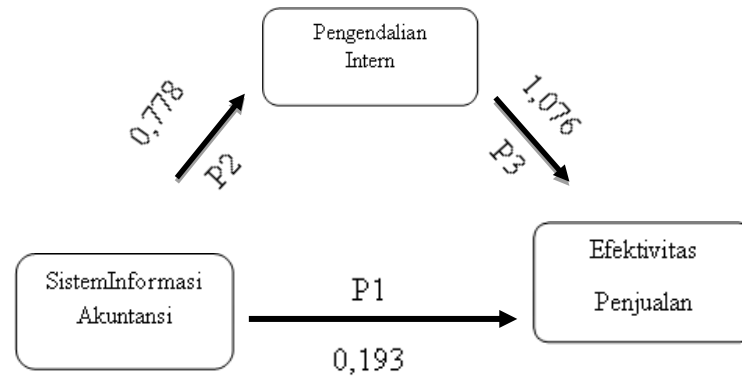 Pengendalian
Intern
0,778
P2
1,076
P3
SistemInformasi
Akuntansi
P1
0,193
Efektivitas
Penjualan